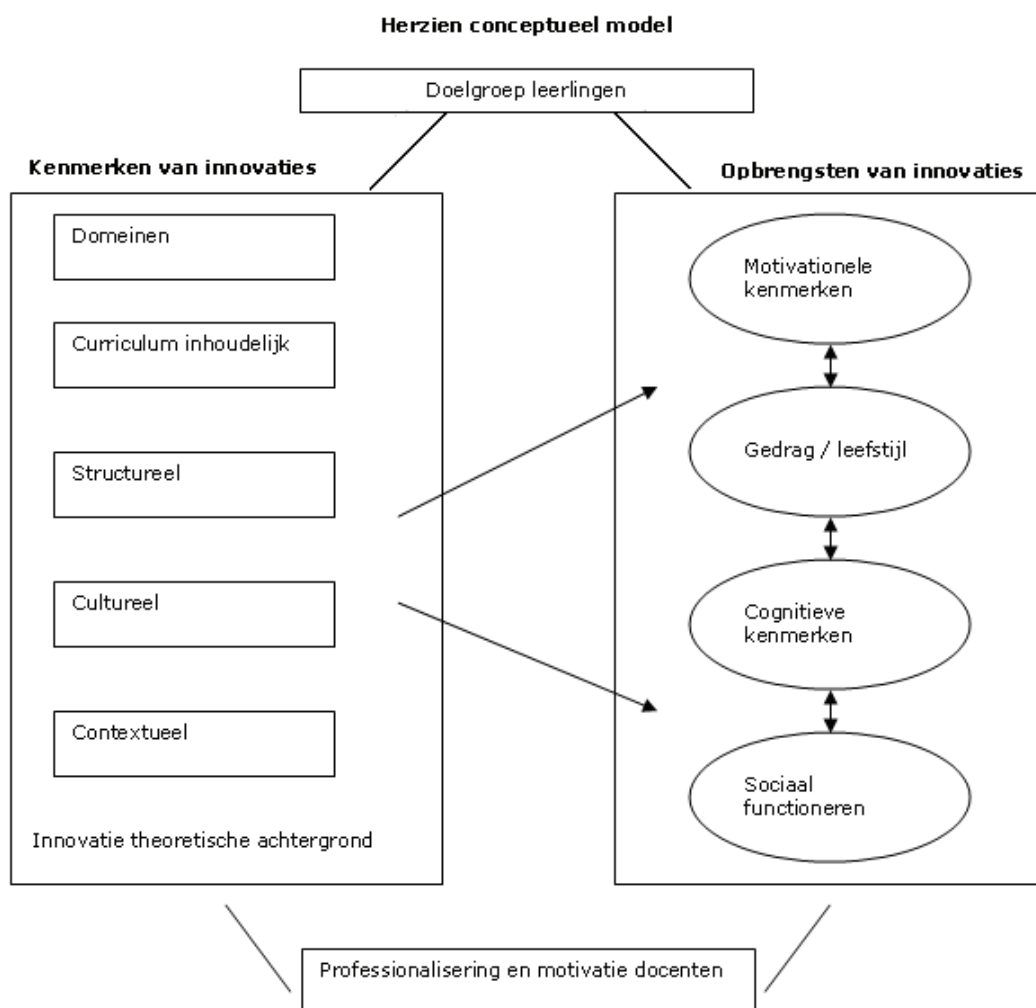 Herzien conceptueel model
Doelgroep leerlingen
Kenmerken van innovaties
Domeinen
Curriculum inhoudelijk
Structureel
Cultureel
Contextueel
Innovatie theoretische achtergrond
Opbrengsten van innovaties
Motivationele
kenmerken
Gedrag / leefstijl
Cognitieve
kenmerken
Sociaal
functioneren
Professionalisering en motivatie docenten